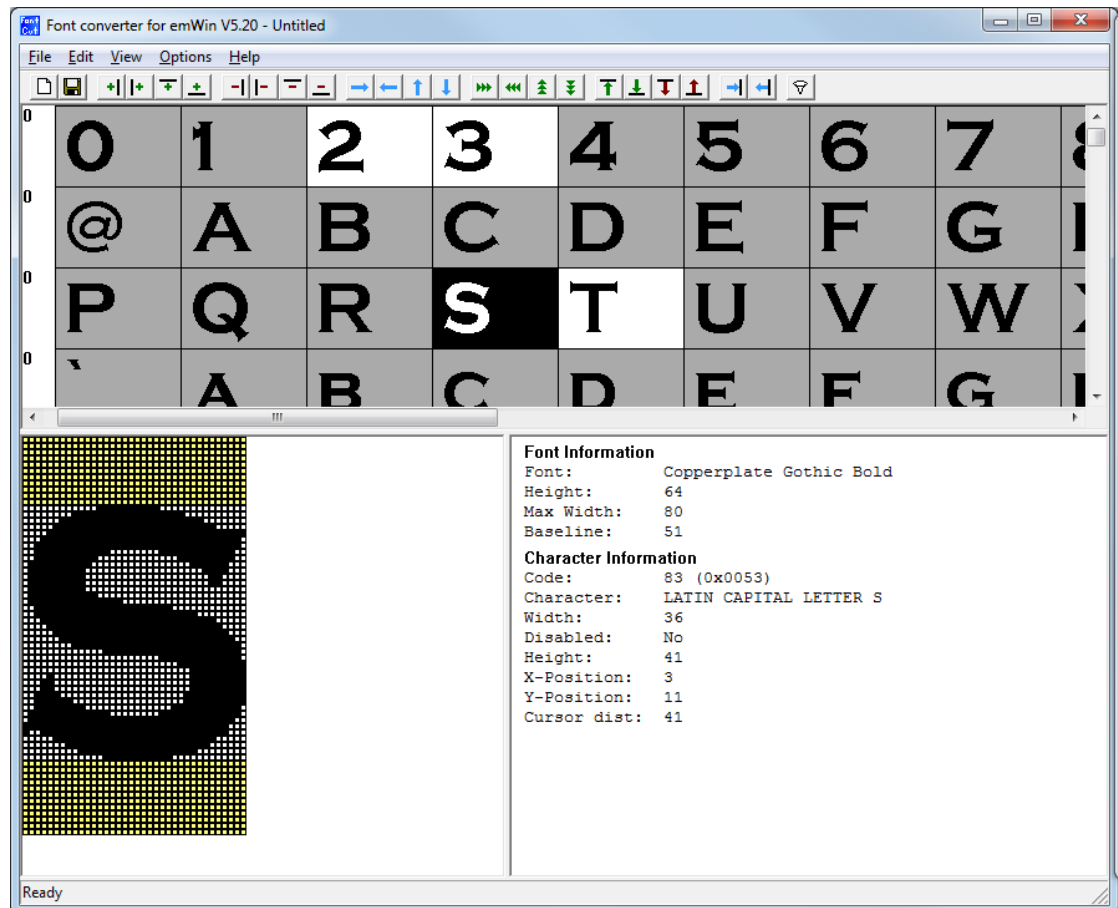 Font converter for emWin V5.20 - Untitled
File Edit View Options Help
0 0 1 2 3 4 5 6 7
0 @ A B C D E F G
0 P Q R S T U V W
0 ` A B C D E F G
Font Information
Font: Copperplate Gothic Bold
Height: 64
Max Width: 80
Baseline: 51
Character Information
Code: 83 (0x0053)
Character: LATIN CAPITAL LETTER S
Width: 36
Disabled: No
Height: 41
X-Position: 3
Y-Position: 11
Cursor dist: 41
S
Ready